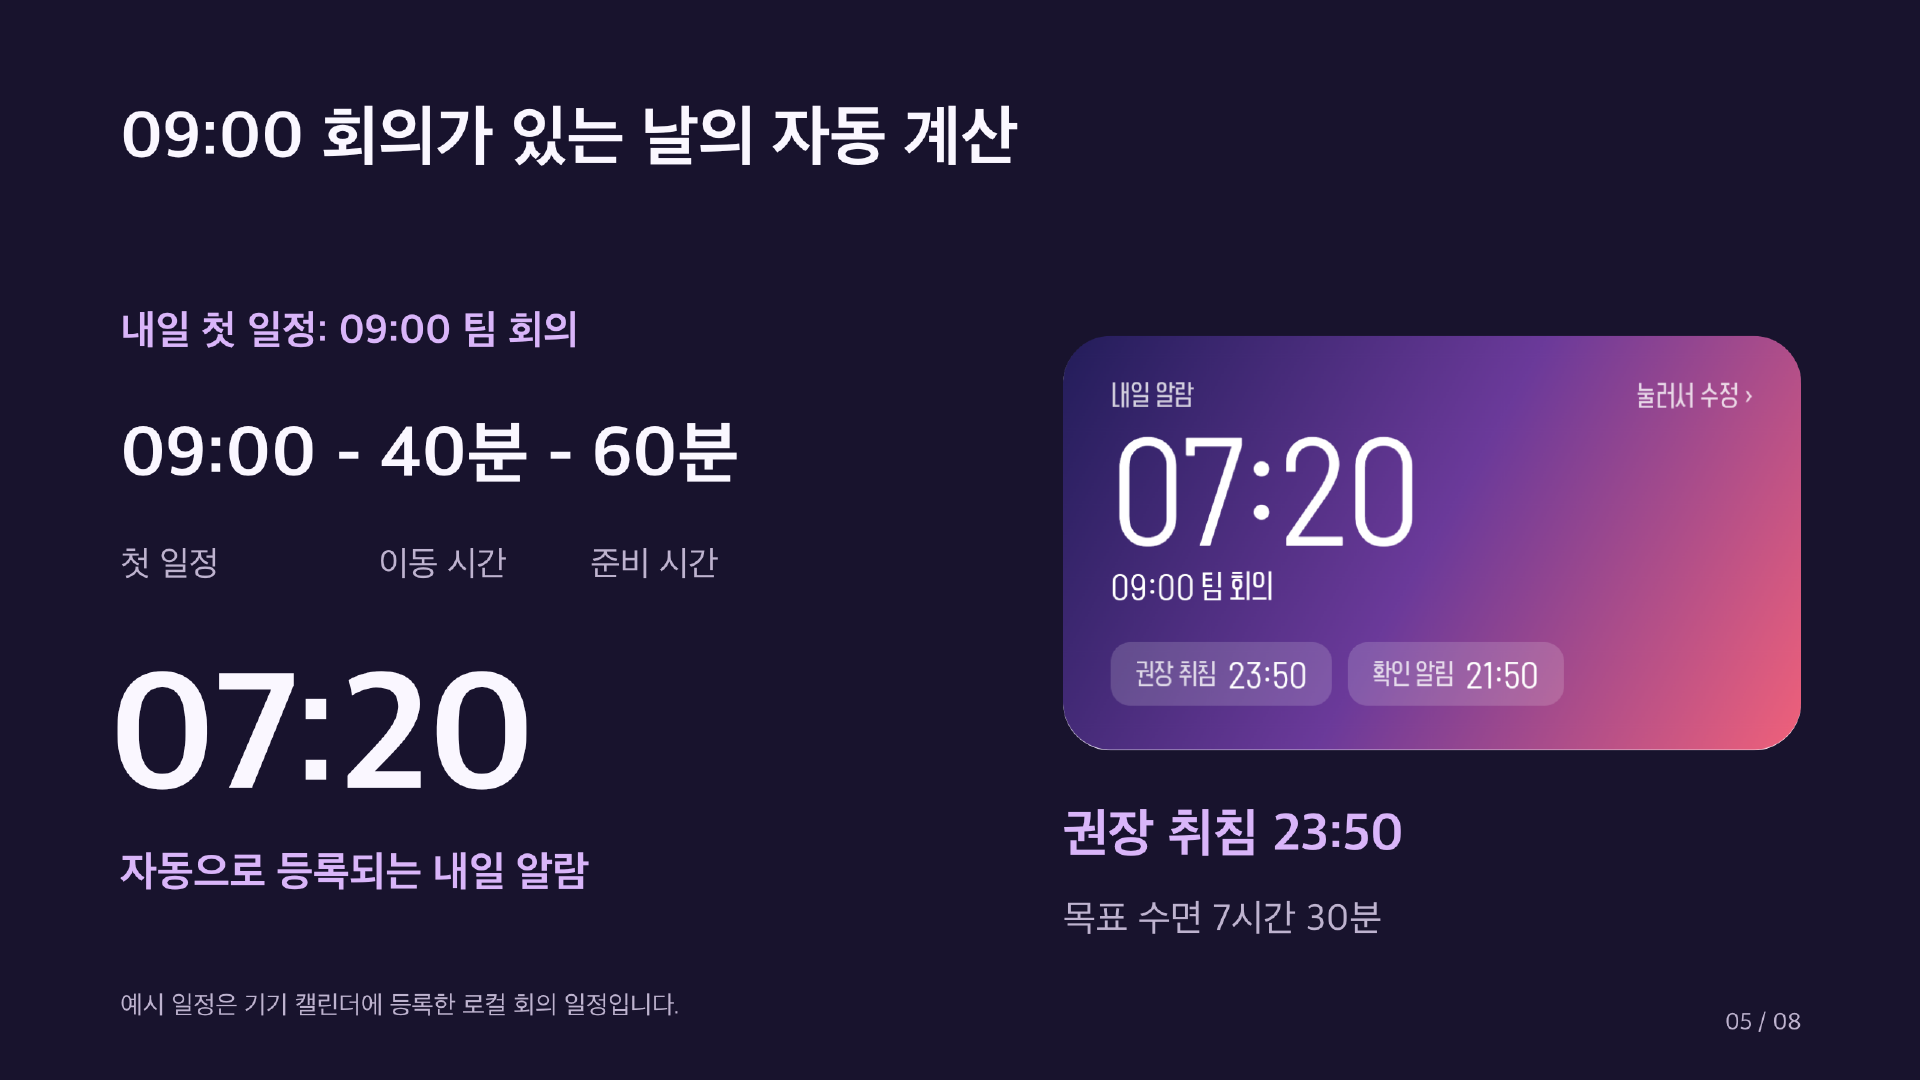 09:00 회의가 있는 날의 자동 계산
내일 첫 일정: 09:00 팀 회의
09:00 - 40분 - 60분
첫 일정 이동 시간 준비 시간
07:20
자동으로 등록되는 내일 알람
예시 일정은 기기 캘린더에 등록한 로컬 회의 일정입니다.
내일 알람 눌러서 수정 ›
07:20
09:00 팀 회의
권장 취침 23:50 확인 알림 21:50
권장 취침 23:50
목표 수면 7시간 30분
05 / 08